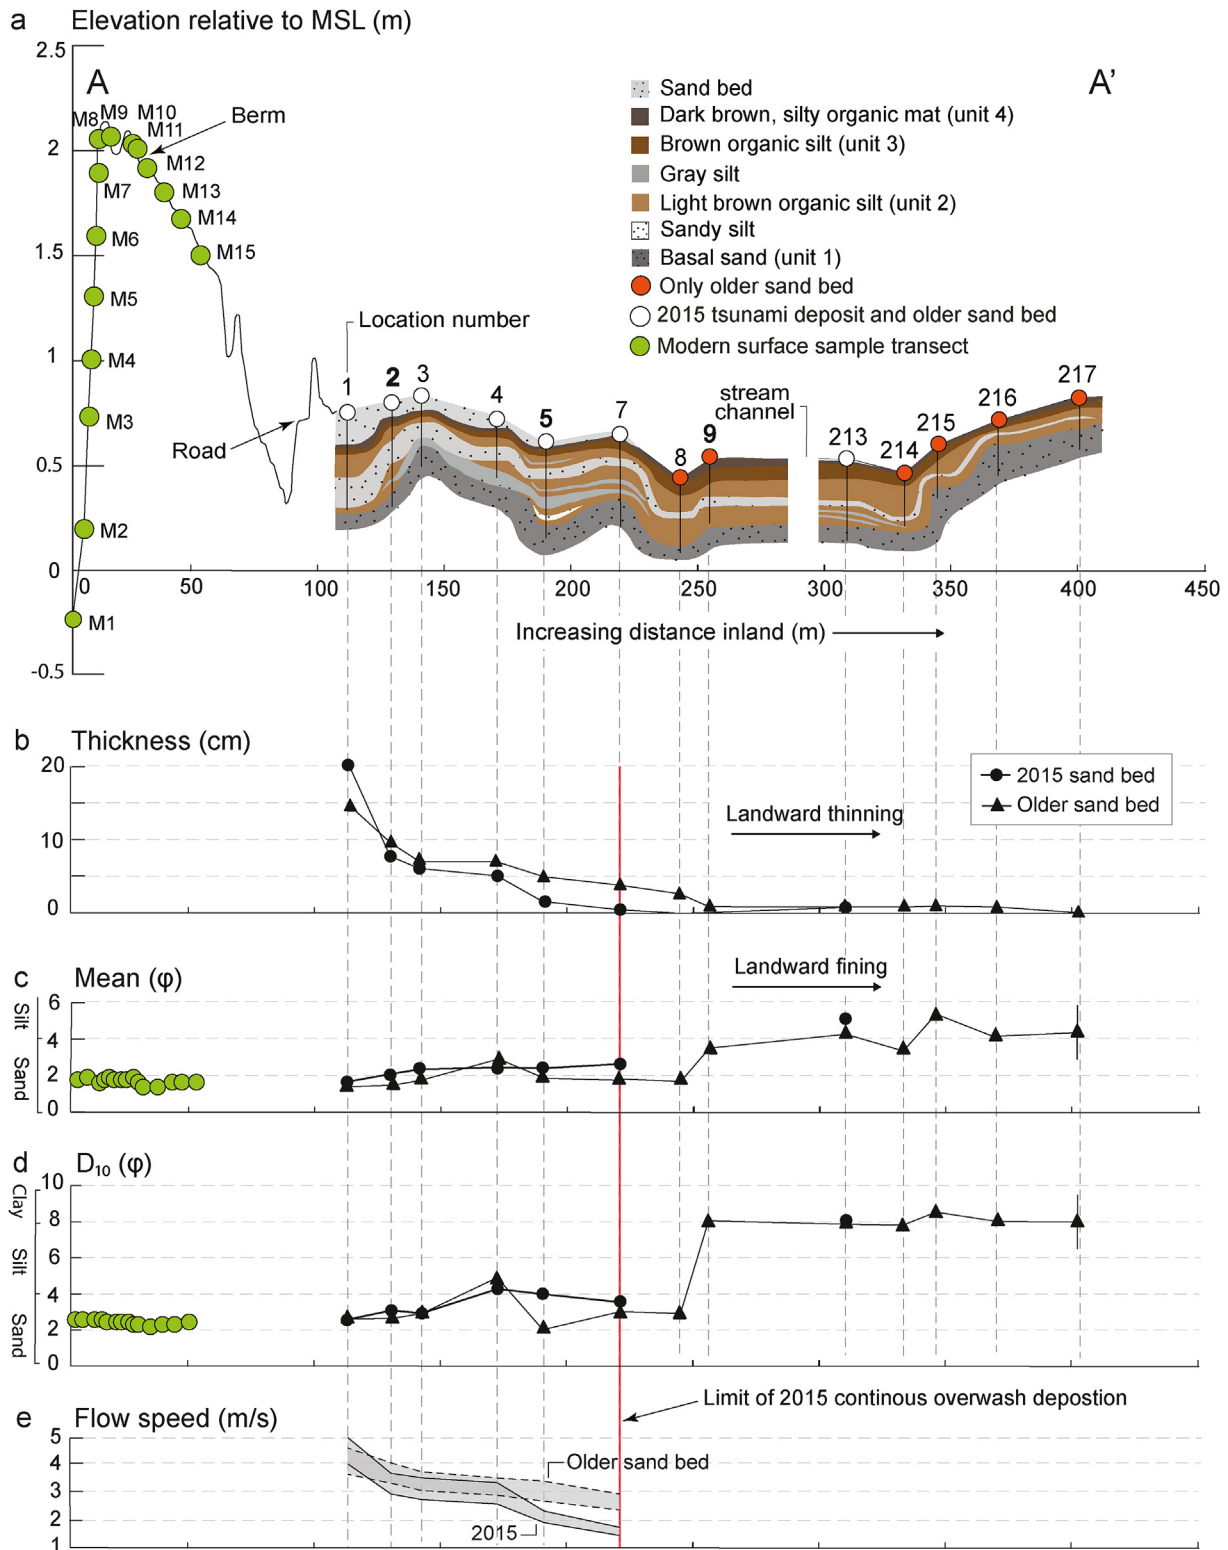 a Elevation relative to MSL (m)
2.5
A
A'
Sand bed
Dark brown, silty organic mat (unit 4)
Brown organic silt (unit 3)
Gray silt
Light brown organic silt (unit 2)
Sandy silt
Basal sand (unit 1)
Only older sand bed
2015 tsunami deposit and older sand bed
Modern surface sample transect
M9 M10
M8
M11
Berm
2
M12
M7
M13
M14
M6
M15
1.5
M5
Location number
1
M4
1 2 3 4 5 7 8 9 213 214 215 216 217
stream
channel
M3
Road
0.5
M2
0
0 50 100 150 200 250 300 350 400 450
M1
Increasing distance inland (m)
-0.5
b Thickness (cm)
20
10
0
2015 sand bed
Older sand bed
Landward thinning
c Mean (φ)
Landward fining
Silt
Sand
6
4
2
0
d D₁₀ (φ)
Clay
Silt
Sand
10
8
6
4
2
0
Limit of 2015 continous overwash depostion
e Flow speed (m/s)
5
4
3
2
1
Older sand bed
2015